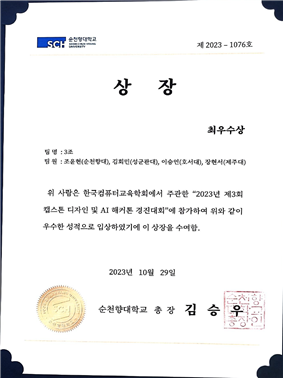 SCH 순천향대학교
제 2023 - 1076호
상 장
최우수상
팀 명 : 3조
팀 원 : 조윤현(순천향대), 김희민(성균관대), 이승언(호서대), 장현서(제주대)
위 사람은 한국컴퓨터교육학회에서 주관한 "2023년 제3회
캡스톤 디자인 및 AI 해커톤 경진대회"에 참가하여 위와 같이
우수한 성적으로 입상하였기에 이 상장을 수여함.
2023년 10월 29일
순천향대학교 총장 김승우